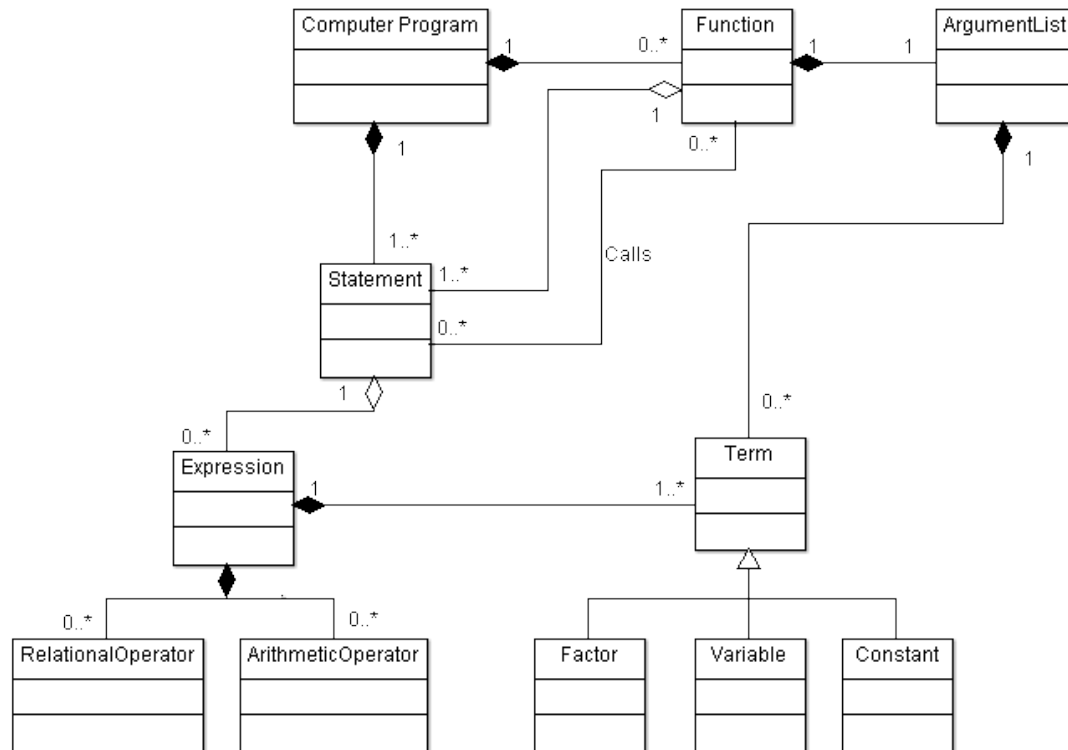 Computer Program
Function
ArgumentList
1
0..*
1
1
1
1
0..*
1
Calls
1..*
Statement
1..*
0..*
1
0..*
0..*
Expression
Term
1
1..*
0..*
0..*
RelationalOperator
ArithmeticOperator
Factor
Variable
Constant